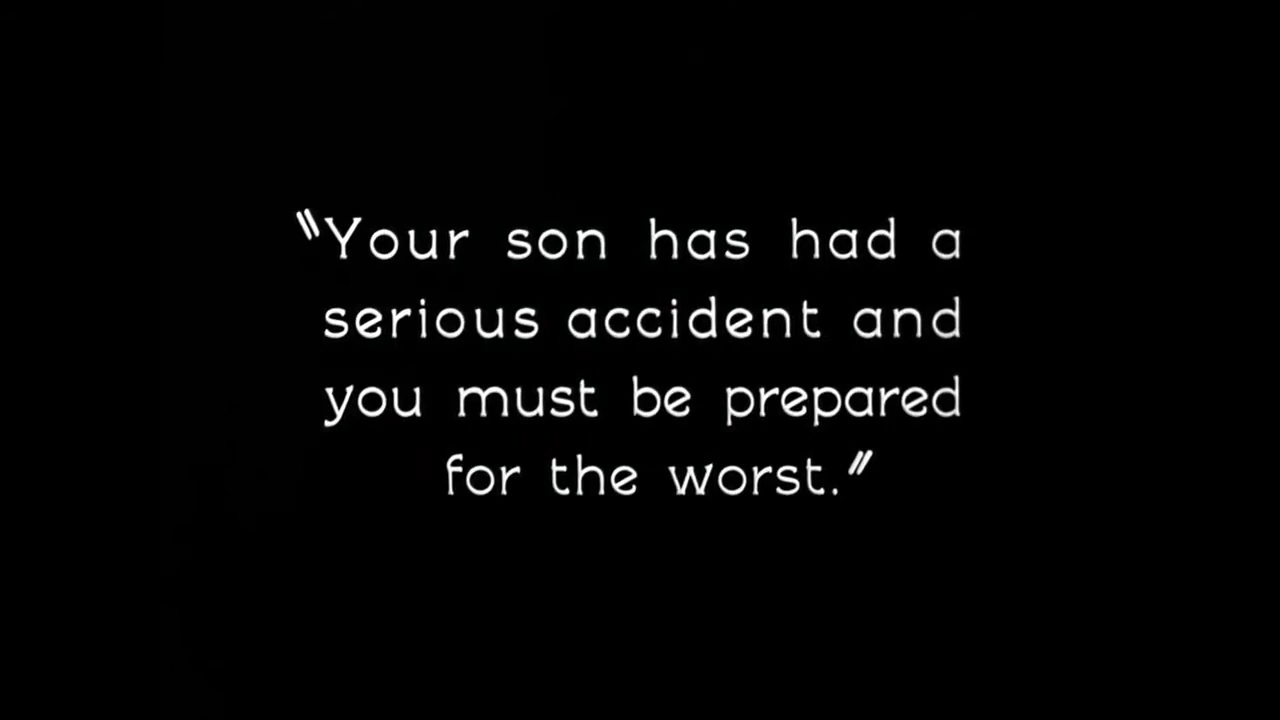 "Your son has had a
serious accident and
you must be prepared
for the worst."